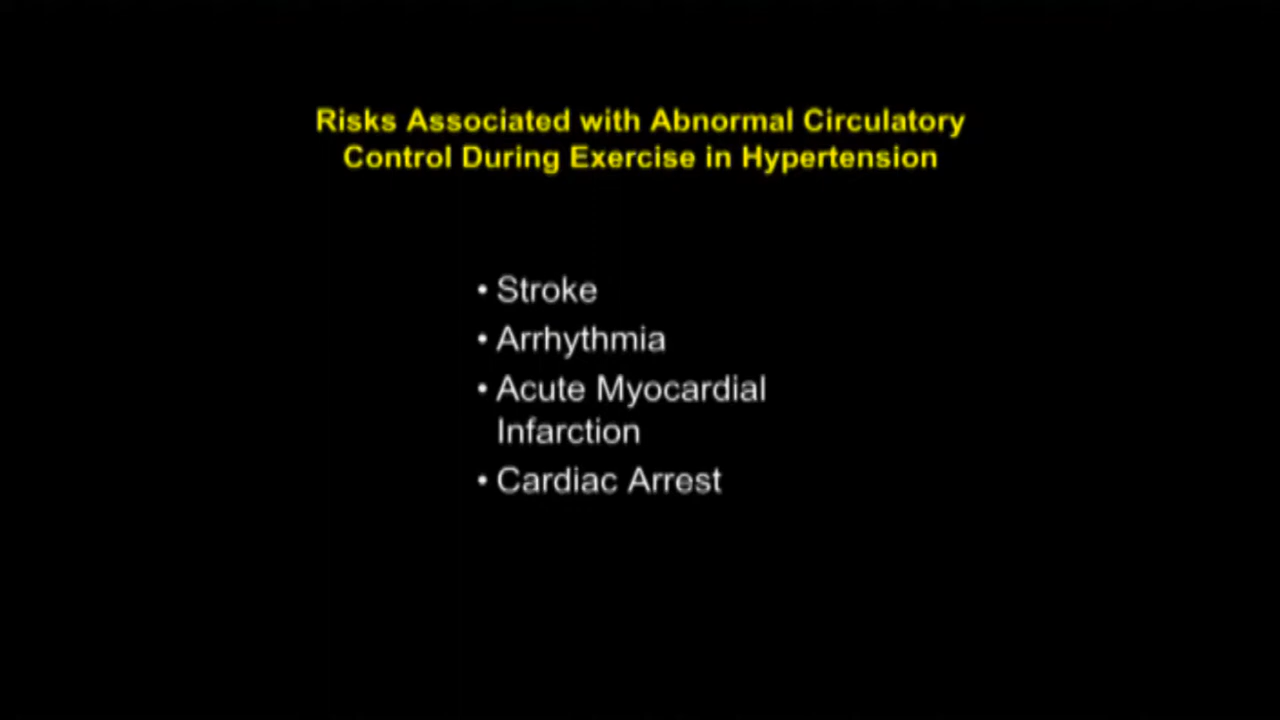 Risks Associated with Abnormal Circulatory
Control During Exercise in Hypertension
• Stroke
• Arrhythmia
• Acute Myocardial
Infarction
• Cardiac Arrest